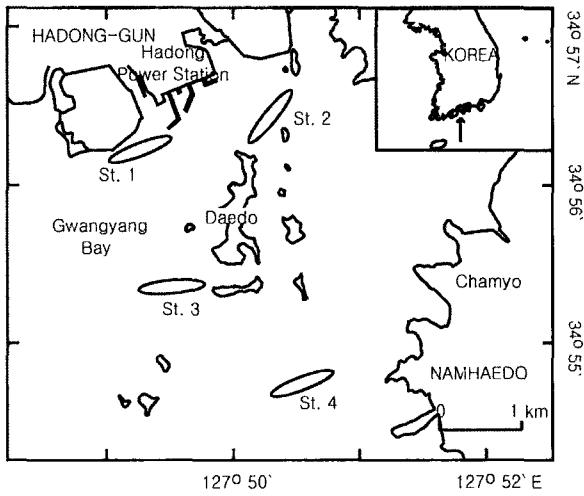 HADONG-GUN
Hadong
Power Station
KOREA
34° 57` N
St. 2
St. 1
34° 56`
Gwangyang
Bay
Daedo
Chamyo
St. 3
34° 55`
NAMHAEDO
St. 4
0 1 km
127° 50`
127° 52` E